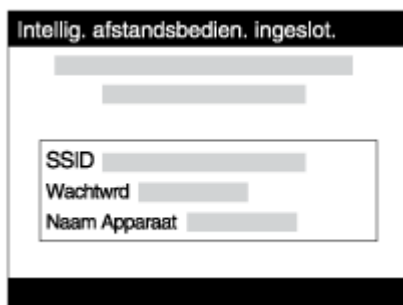 Intellig. afstandsbedien. ingeslot.
SSID
Wachtwrd
Naam Apparaat